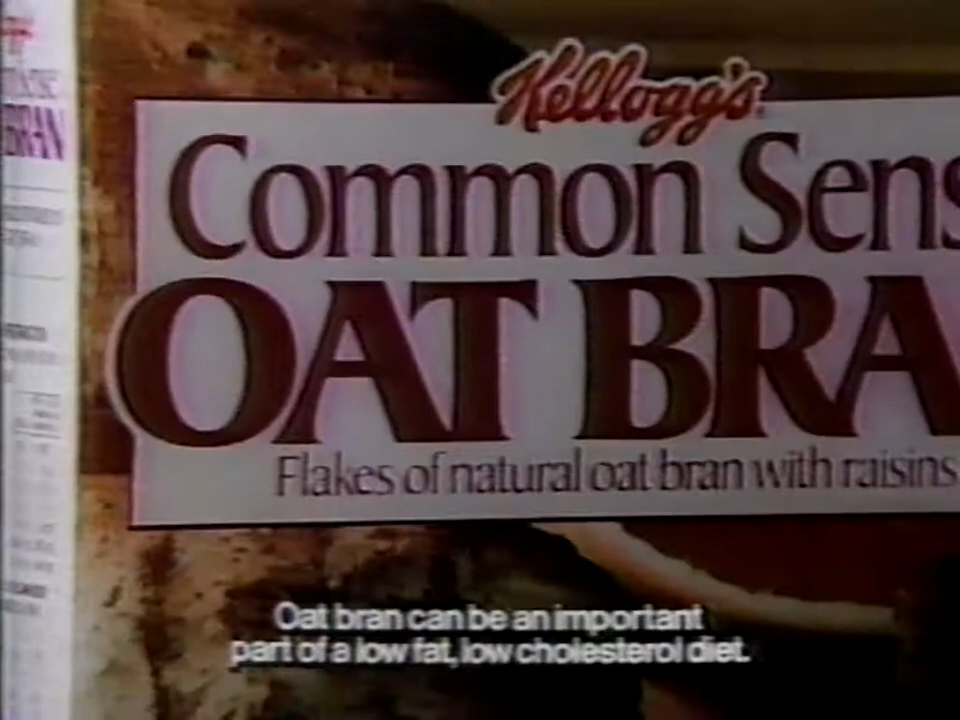 Kellogg's
Common Sens
OAT BRA
Flakes of natural oat bran with raisins
BRAN
Oat bran can be an important
part of a low fat, low cholesterol diet.